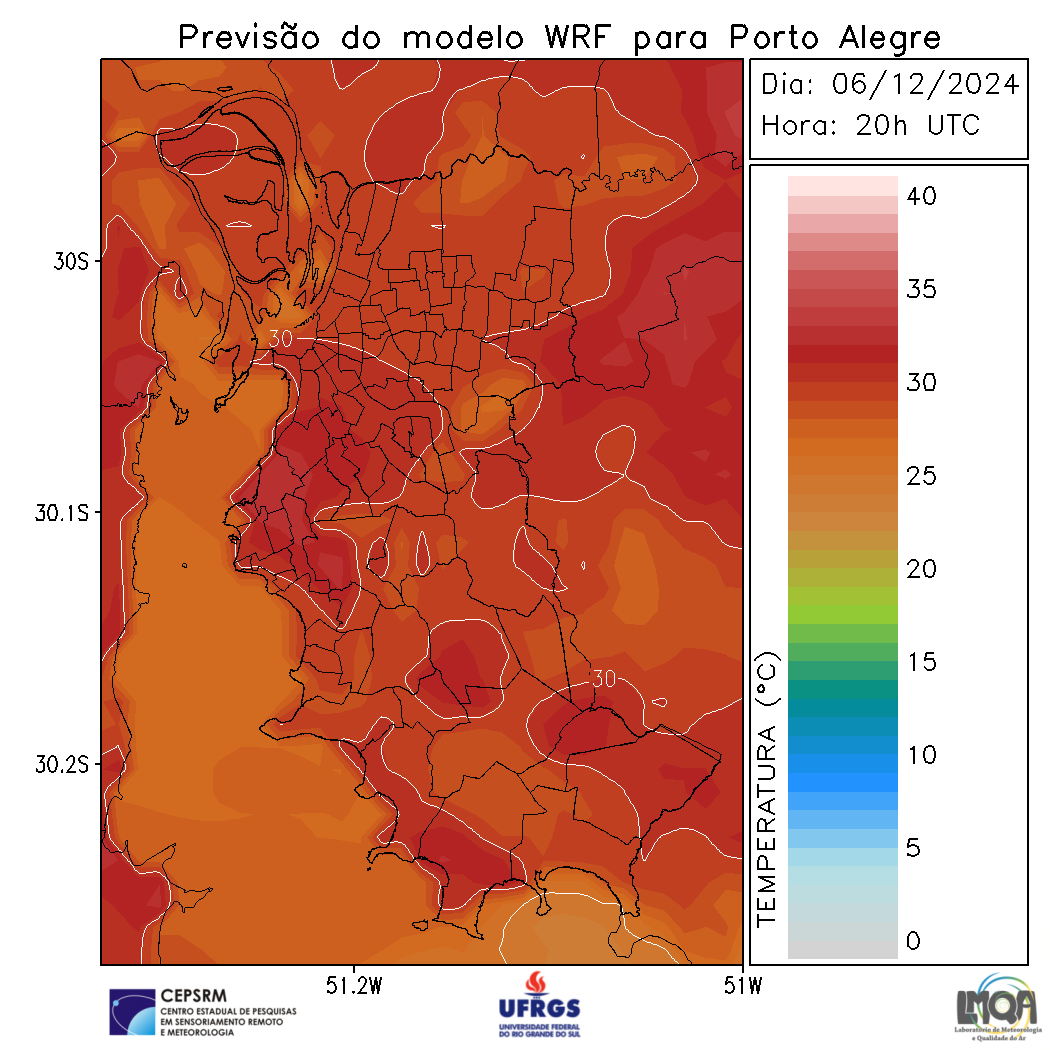 Previsão do modelo WRF para Porto Alegre
Dia: 06/12/2024
Hora: 20h UTC
30S
30.1S
30.2S
51.2W
51W
30
30
TEMPERATURA (°C)
40
35
30
25
20
15
10
5
0
CEPSRM
CENTRO ESTADUAL DE PESQUISAS
EM SENSORIAMENTO REMOTO
E METEOROLOGIA
UFRGS
UNIVERSIDADE FEDERAL
DO RIO GRANDE DO SUL
LMQA
Laboratório de Meteorologia
e Qualidade do Ar